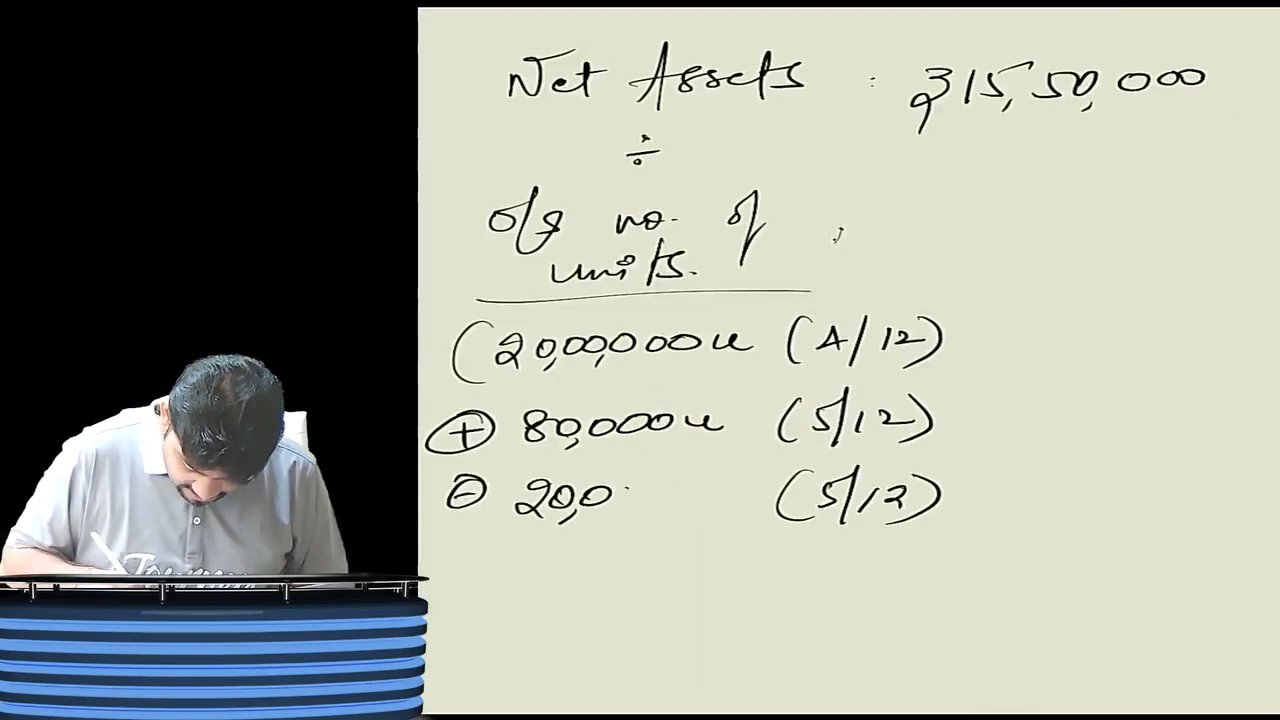 Net Assets : ₹15,50,000
÷
o/s no. of
units.
(20,00,000u (4/12)
+ 80,000u (5/12)
- 20,0 (5/12)